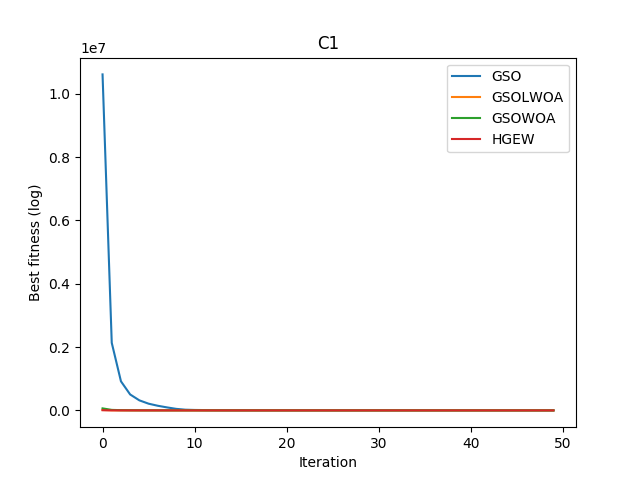 C1
1e7
1.0
0.8
0.6
0.4
0.2
0.0
Best fitness (log)
GSO
GSOLWOA
GSOWOA
HGEW
0 10 20 30 40 50
Iteration